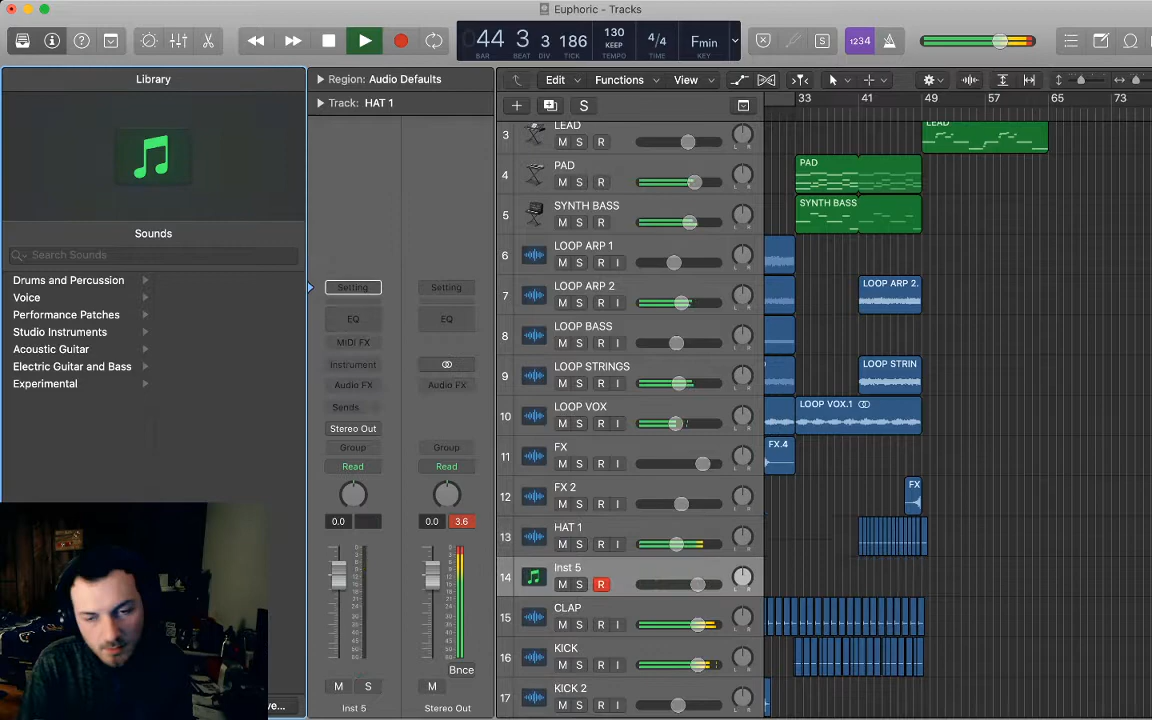 Euphoric - Tracks
44 3 3 186
BAR BEAT DIV TICK
130
KEEP
TEMPO
4/4
TIME
Fmin
KEY
S
1234
Library
Sounds
Search Sounds
Drums and Percussion
Voice
Performance Patches
Studio Instruments
Acoustic Guitar
Electric Guitar and Bass
Experimental
Region: Audio Defaults
Track: HAT 1
Setting
EQ
MIDI FX
Instrument
Audio FX
Sends
Stereo Out
Group
Read
0.0
M S
Inst 5
Setting
EQ
Audio FX
Group
Read
0.0 3.6
Bnce
M
Stereo Out
Edit Functions View
S
33 41 49 57 65 73
3 LEAD
M S R
4 PAD
M S R
5 SYNTH BASS
M S R
6 LOOP ARP 1
M S R I
7 LOOP ARP 2
M S R I
8 LOOP BASS
M S R I
9 LOOP STRINGS
M S R I
10 LOOP VOX
M S R I
11 FX
M S R I
12 FX 2
M S R I
13 HAT 1
M S R I
14 Inst 5
M S R
15 CLAP
M S R I
16 KICK
M S R I
17 KICK 2
M S R I
LEAD
PAD
SYNTH BASS
LOOP ARP 2.
LOOP STRIN
LOOP VOX.1
FX.4
FX